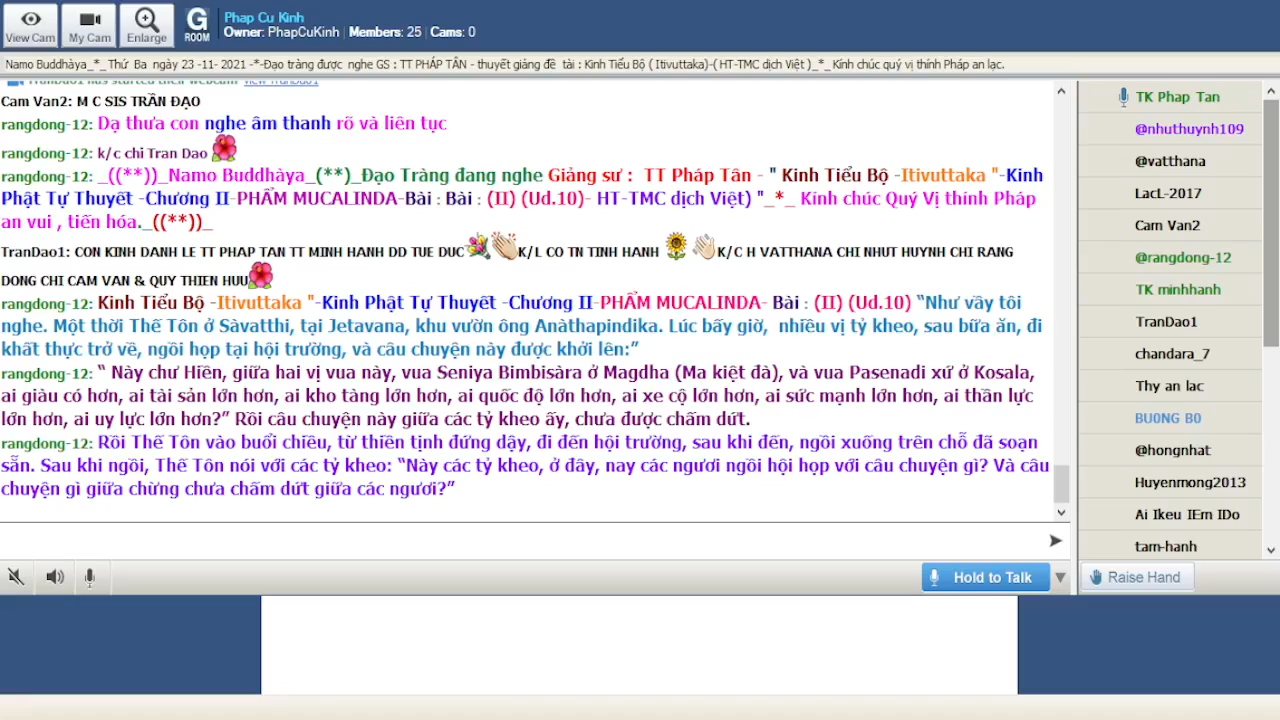 View Cam
My Cam
Enlarge
G
ROOM
Phap Cu Kinh
Owner: PhapCuKinh | Members: 25 | Cams: 0
Namo Buddhàya_*_Thứ Ba ngày 23 -11- 2021 -*-Đạo tràng được nghe GS : TT PHÁP TÂN - thuyết giảng đề tài : Kinh Tiểu Bộ ( Itivuttaka)-( HT-TMC dịch Việt )_*_Kính chúc quý vị thính Pháp an lạc.
TranDao1 has started their webcam View TranDao1
Cam Van2: M C SIS TRẦN ĐẠO
rangdong-12: Dạ thưa con nghe âm thanh rõ và liên tục
rangdong-12: k/c chi Tran Dao
rangdong-12: _((**))_Namo Buddhàya_(**)_Đạo Tràng đang nghe Giảng sư : TT Pháp Tân - " Kinh Tiểu Bộ -Itivuttaka "-Kinh
Phật Tự Thuyết -Chương II-PHẨM MUCALINDA-Bài : Bài : (II) (Ud.10)- HT-TMC dịch Việt) "_*_ Kính chúc Quý Vị thính Pháp
an vui , tiến hóa._((**))_
TranDao1: CON KINH DANH LE TT PHAP TAN TT MINH HANH DD TUE DUC K/L CO TN TINH HANH K/C H VATTHANA CHI NHUT HUYNH CHI RANG
DONG CHI CAM VAN & QUY THIEN HUU
rangdong-12: Kinh Tiểu Bộ -Itivuttaka "-Kinh Phật Tự Thuyết -Chương II-PHẨM MUCALINDA- Bài : (II) (Ud.10) “Như vầy tôi
nghe. Một thời Thế Tôn ở Sàvatthi, tại Jetavana, khu vườn ông Anàthapindika. Lúc bấy giờ, nhiều vị tỷ kheo, sau bữa ăn, đi
khất thực trở về, ngồi họp tại hội trường, và câu chuyện này được khởi lên:”
rangdong-12: “ Này chư Hiền, giữa hai vị vua này, vua Seniya Bimbisàra ở Magdha (Ma kiệt đà), và vua Pasenadi xứ ở Kosala,
ai giàu có hơn, ai tài sản lớn hơn, ai kho tàng lớn hơn, ai quốc độ lớn hơn, ai xe cộ lớn hơn, ai sức mạnh lớn hơn, ai thần lực
lớn hơn, ai uy lực lớn hơn?” Rồi câu chuyện này giữa các tỷ kheo ấy, chưa được chấm dứt.
rangdong-12: Rồi Thế Tôn vào buổi chiều, từ thiền tịnh đứng dậy, đi đến hội trường, sau khi đến, ngồi xuống trên chỗ đã soạn
sẵn. Sau khi ngồi, Thế Tôn nói với các tỷ kheo: “Này các tỷ kheo, ở đây, nay các ngươi ngồi hội họp với câu chuyện gì? Và câu
chuyện gì giữa chừng chưa chấm dứt giữa các ngươi?”
TK Phap Tan
@nhuthuynh109
@vatthana
LacL-2017
Cam Van2
@rangdong-12
TK minhhanh
TranDao1
chandara_7
Thy an lac
BU0NG B0
@hongnhat
Huyenmong2013
Ai Ikeu IEm IDo
tam-hanh
Hold to Talk
Raise Hand